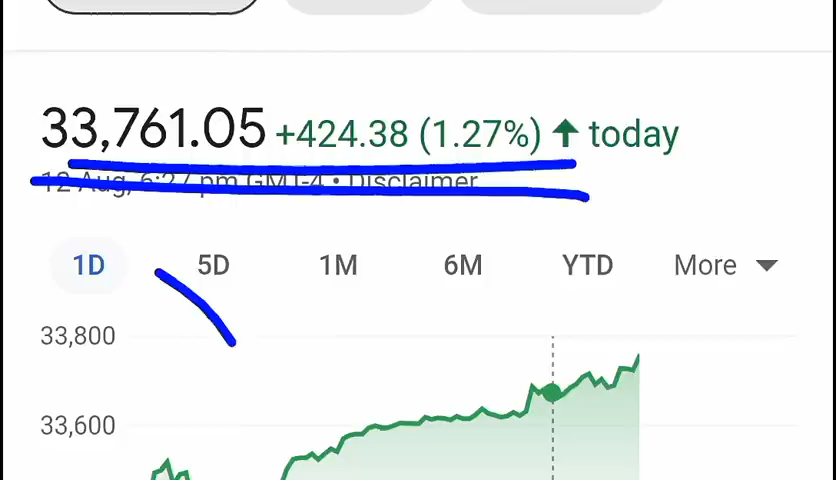 33,761.05 +424.38 (1.27%) ↑ today
12 Aug, 6:27 pm GMT-4 • Disclaimer
1D 5D 1M 6M YTD More
33,800
33,600